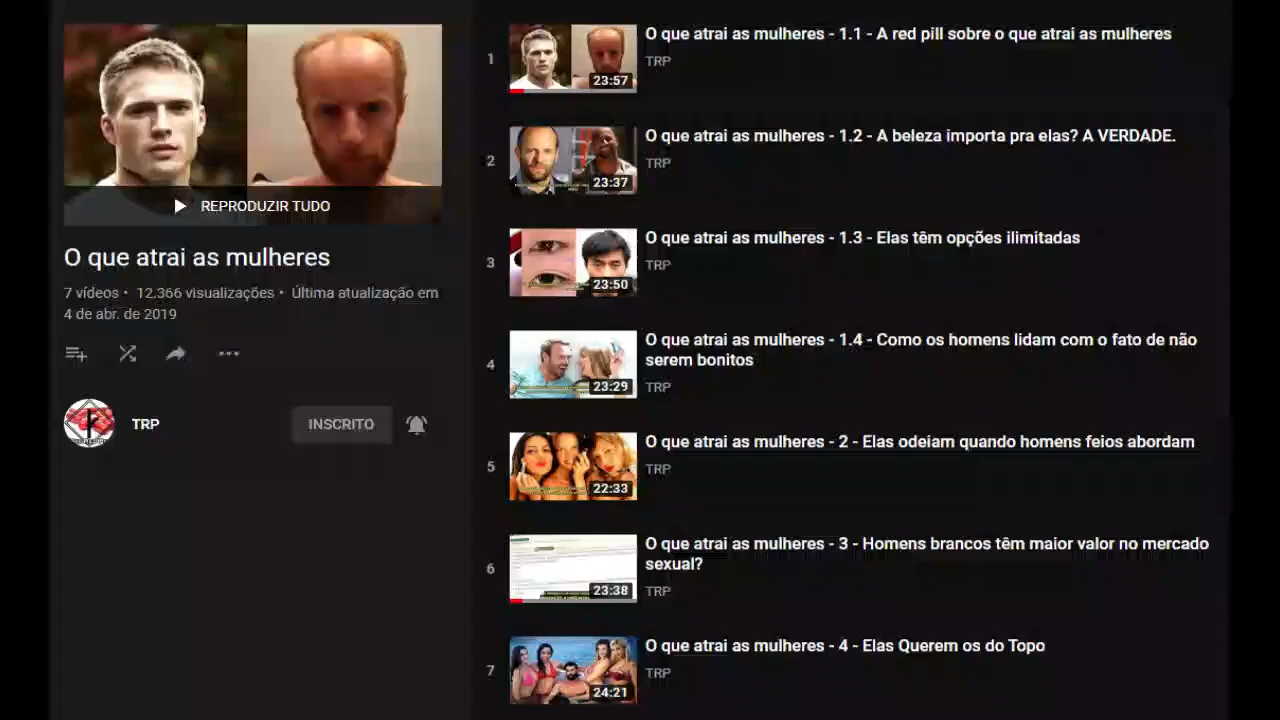 REPRODUZIR TUDO
O que atrai as mulheres
7 vídeos • 12.366 visualizações • Última atualização em
4 de abr. de 2019
TRP
INSCRITO
1
23:57
O que atrai as mulheres - 1.1 - A red pill sobre o que atrai as mulheres
TRP
2
23:37
O que atrai as mulheres - 1.2 - A beleza importa pra elas? A VERDADE.
TRP
3
23:50
O que atrai as mulheres - 1.3 - Elas têm opções ilimitadas
TRP
4
23:29
O que atrai as mulheres - 1.4 - Como os homens lidam com o fato de não
serem bonitos
TRP
5
22:33
O que atrai as mulheres - 2 - Elas odeiam quando homens feios abordam
TRP
6
23:38
O que atrai as mulheres - 3 - Homens brancos têm maior valor no mercado
sexual?
TRP
7
24:21
O que atrai as mulheres - 4 - Elas Querem os do Topo
TRP